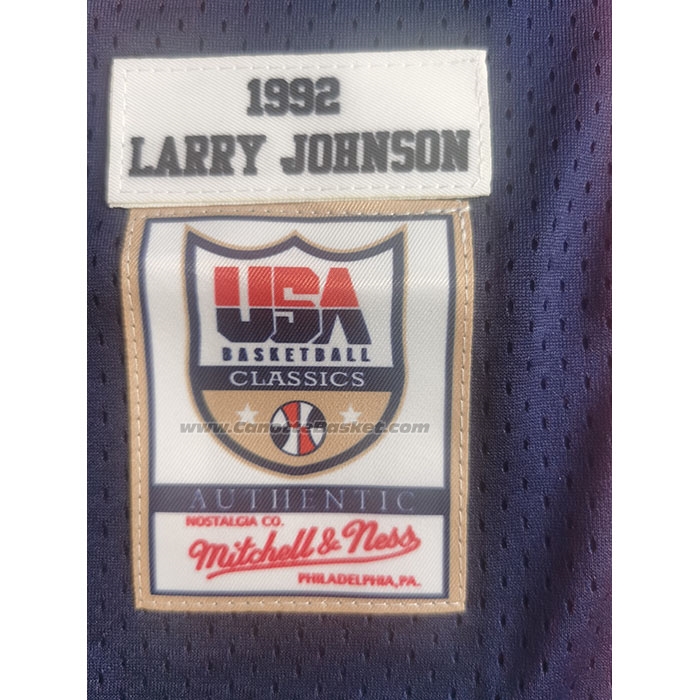 1992
LARRY JOHNSON
USA
BASKETBALL
CLASSICS
www.CanotteBasket.com
AUTHENTIC
NOSTALGIA CO.
Mitchell & Ness
PHILADELPHIA, PA.